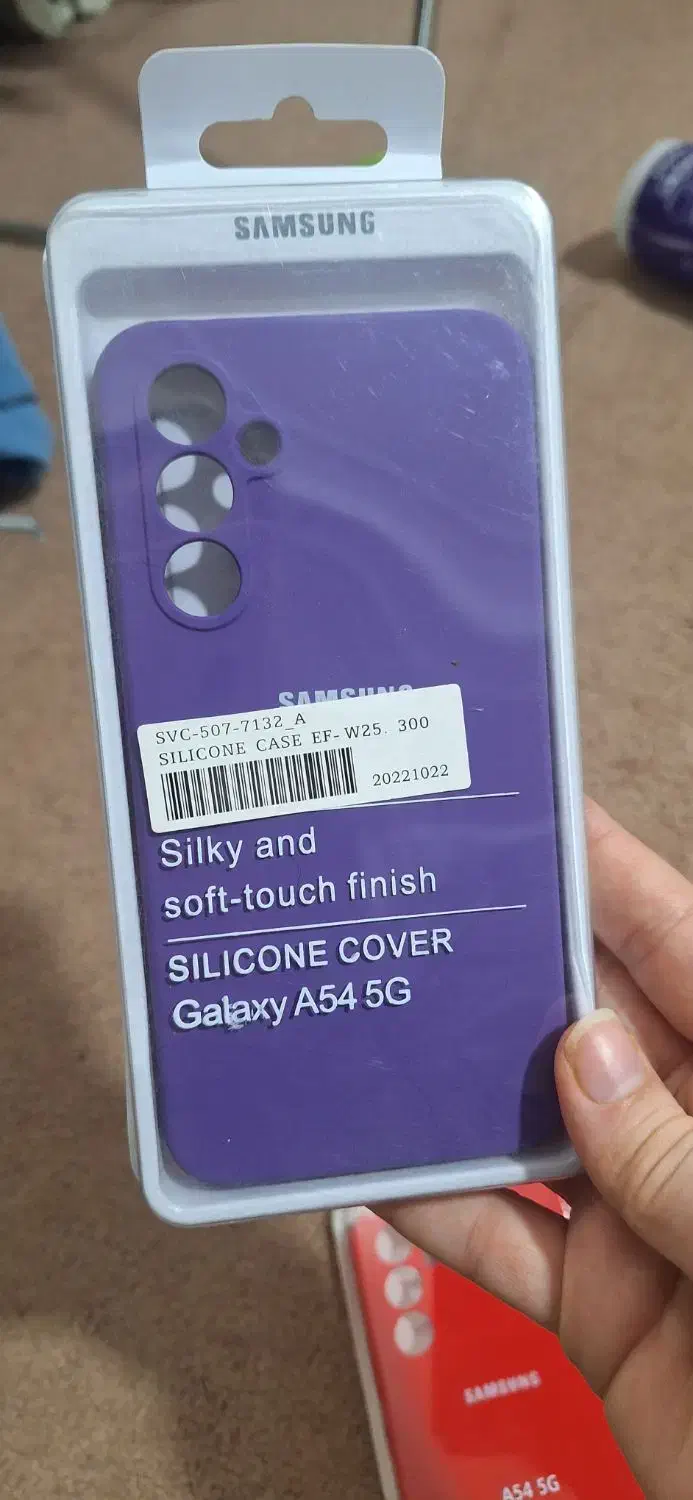 SAMSUNG
SAMSUNG
SVC-507-7132_A
SILICONE CASE EF-W25. 300
20221022
Silky and
soft-touch finish
SILICONE COVER
Galaxy A54 5G
SAMSUNG
A54 5G